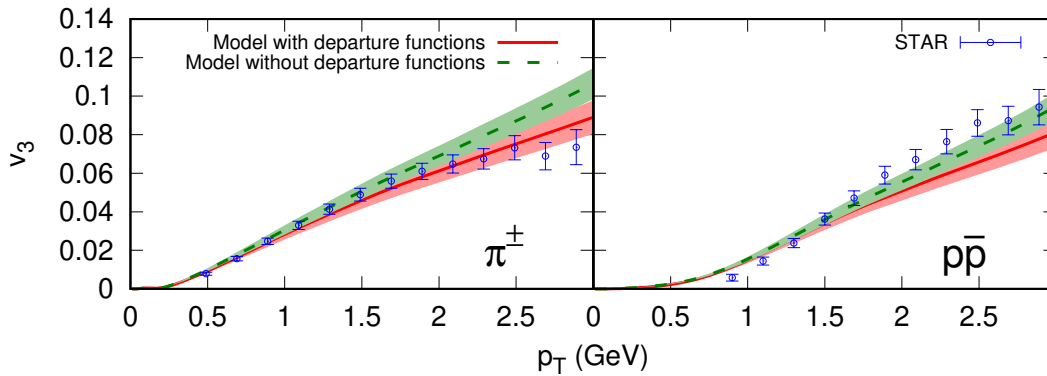 0.14
0.12
0.1
0.08
0.06
0.04
0.02
0
v3
Model with departure functions
Model without departure functions
STAR
π±
pp̄
0 0.5 1 1.5 2 2.5 0 0.5 1 1.5 2 2.5
pT (GeV)